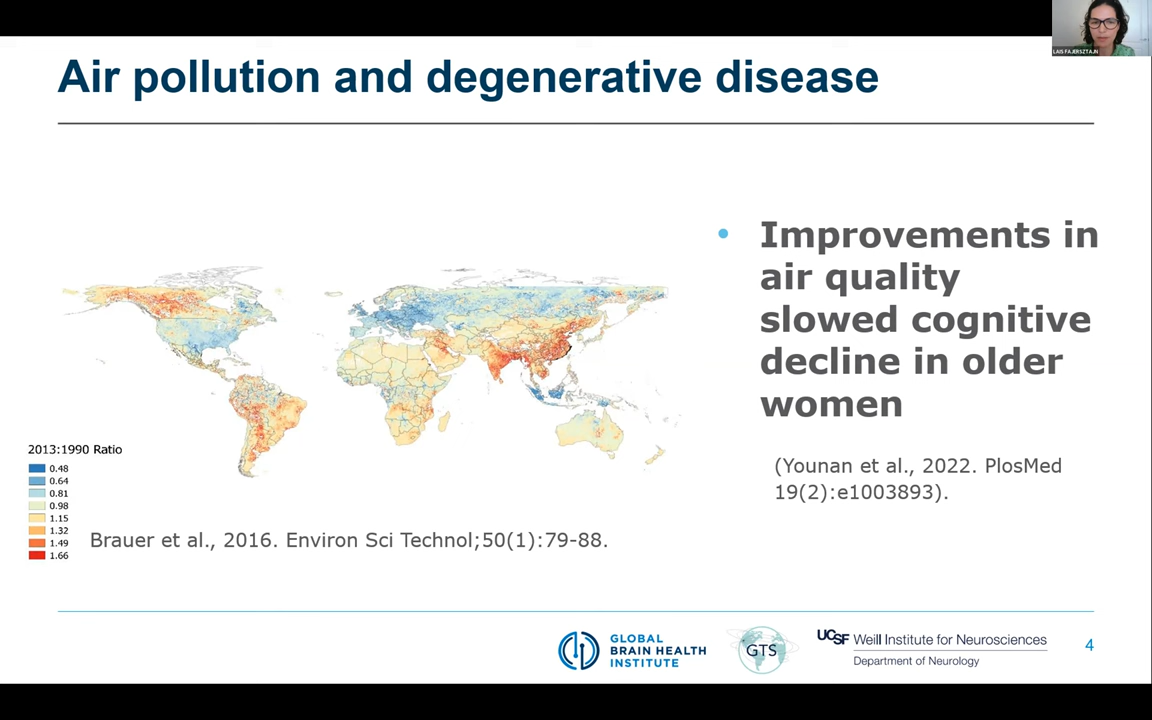 LAIS FAJERSZTAJN
Air pollution and degenerative disease
• Improvements in
air quality
slowed cognitive
decline in older
women
(Younan et al., 2022. PlosMed
19(2):e1003893).
2013:1990 Ratio
0.48
0.64
0.81
0.98
1.15
1.32
1.49
1.66
Brauer et al., 2016. Environ Sci Technol;50(1):79-88.
GLOBAL
BRAIN HEALTH
INSTITUTE
GTS
UCSF Weill Institute for Neurosciences
Department of Neurology
4